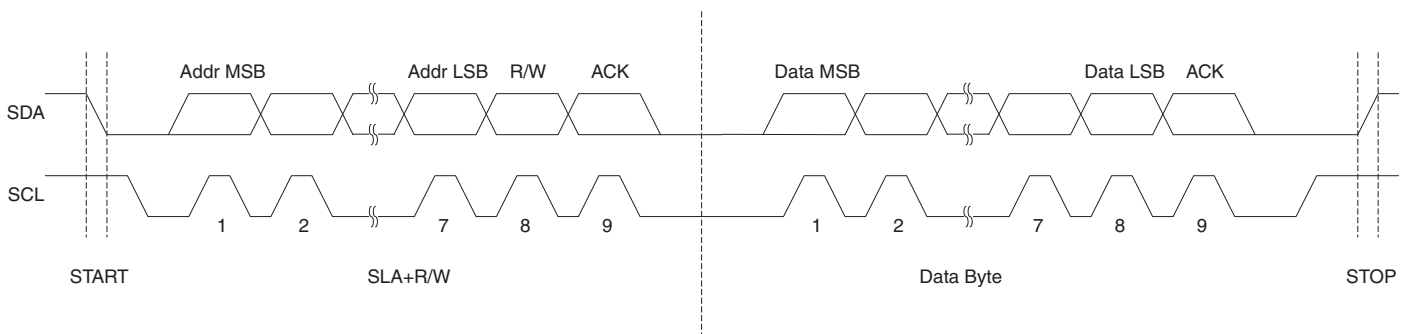 Addr MSB Addr LSB R/W ACK Data MSB Data LSB ACK
SDA
SCL
1 2 7 8 9 1 2 7 8 9
START SLA+R/W Data Byte STOP